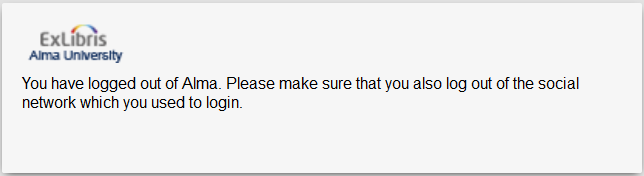 ExLibris
Alma University
You have logged out of Alma. Please make sure that you also log out of the social
network which you used to login.